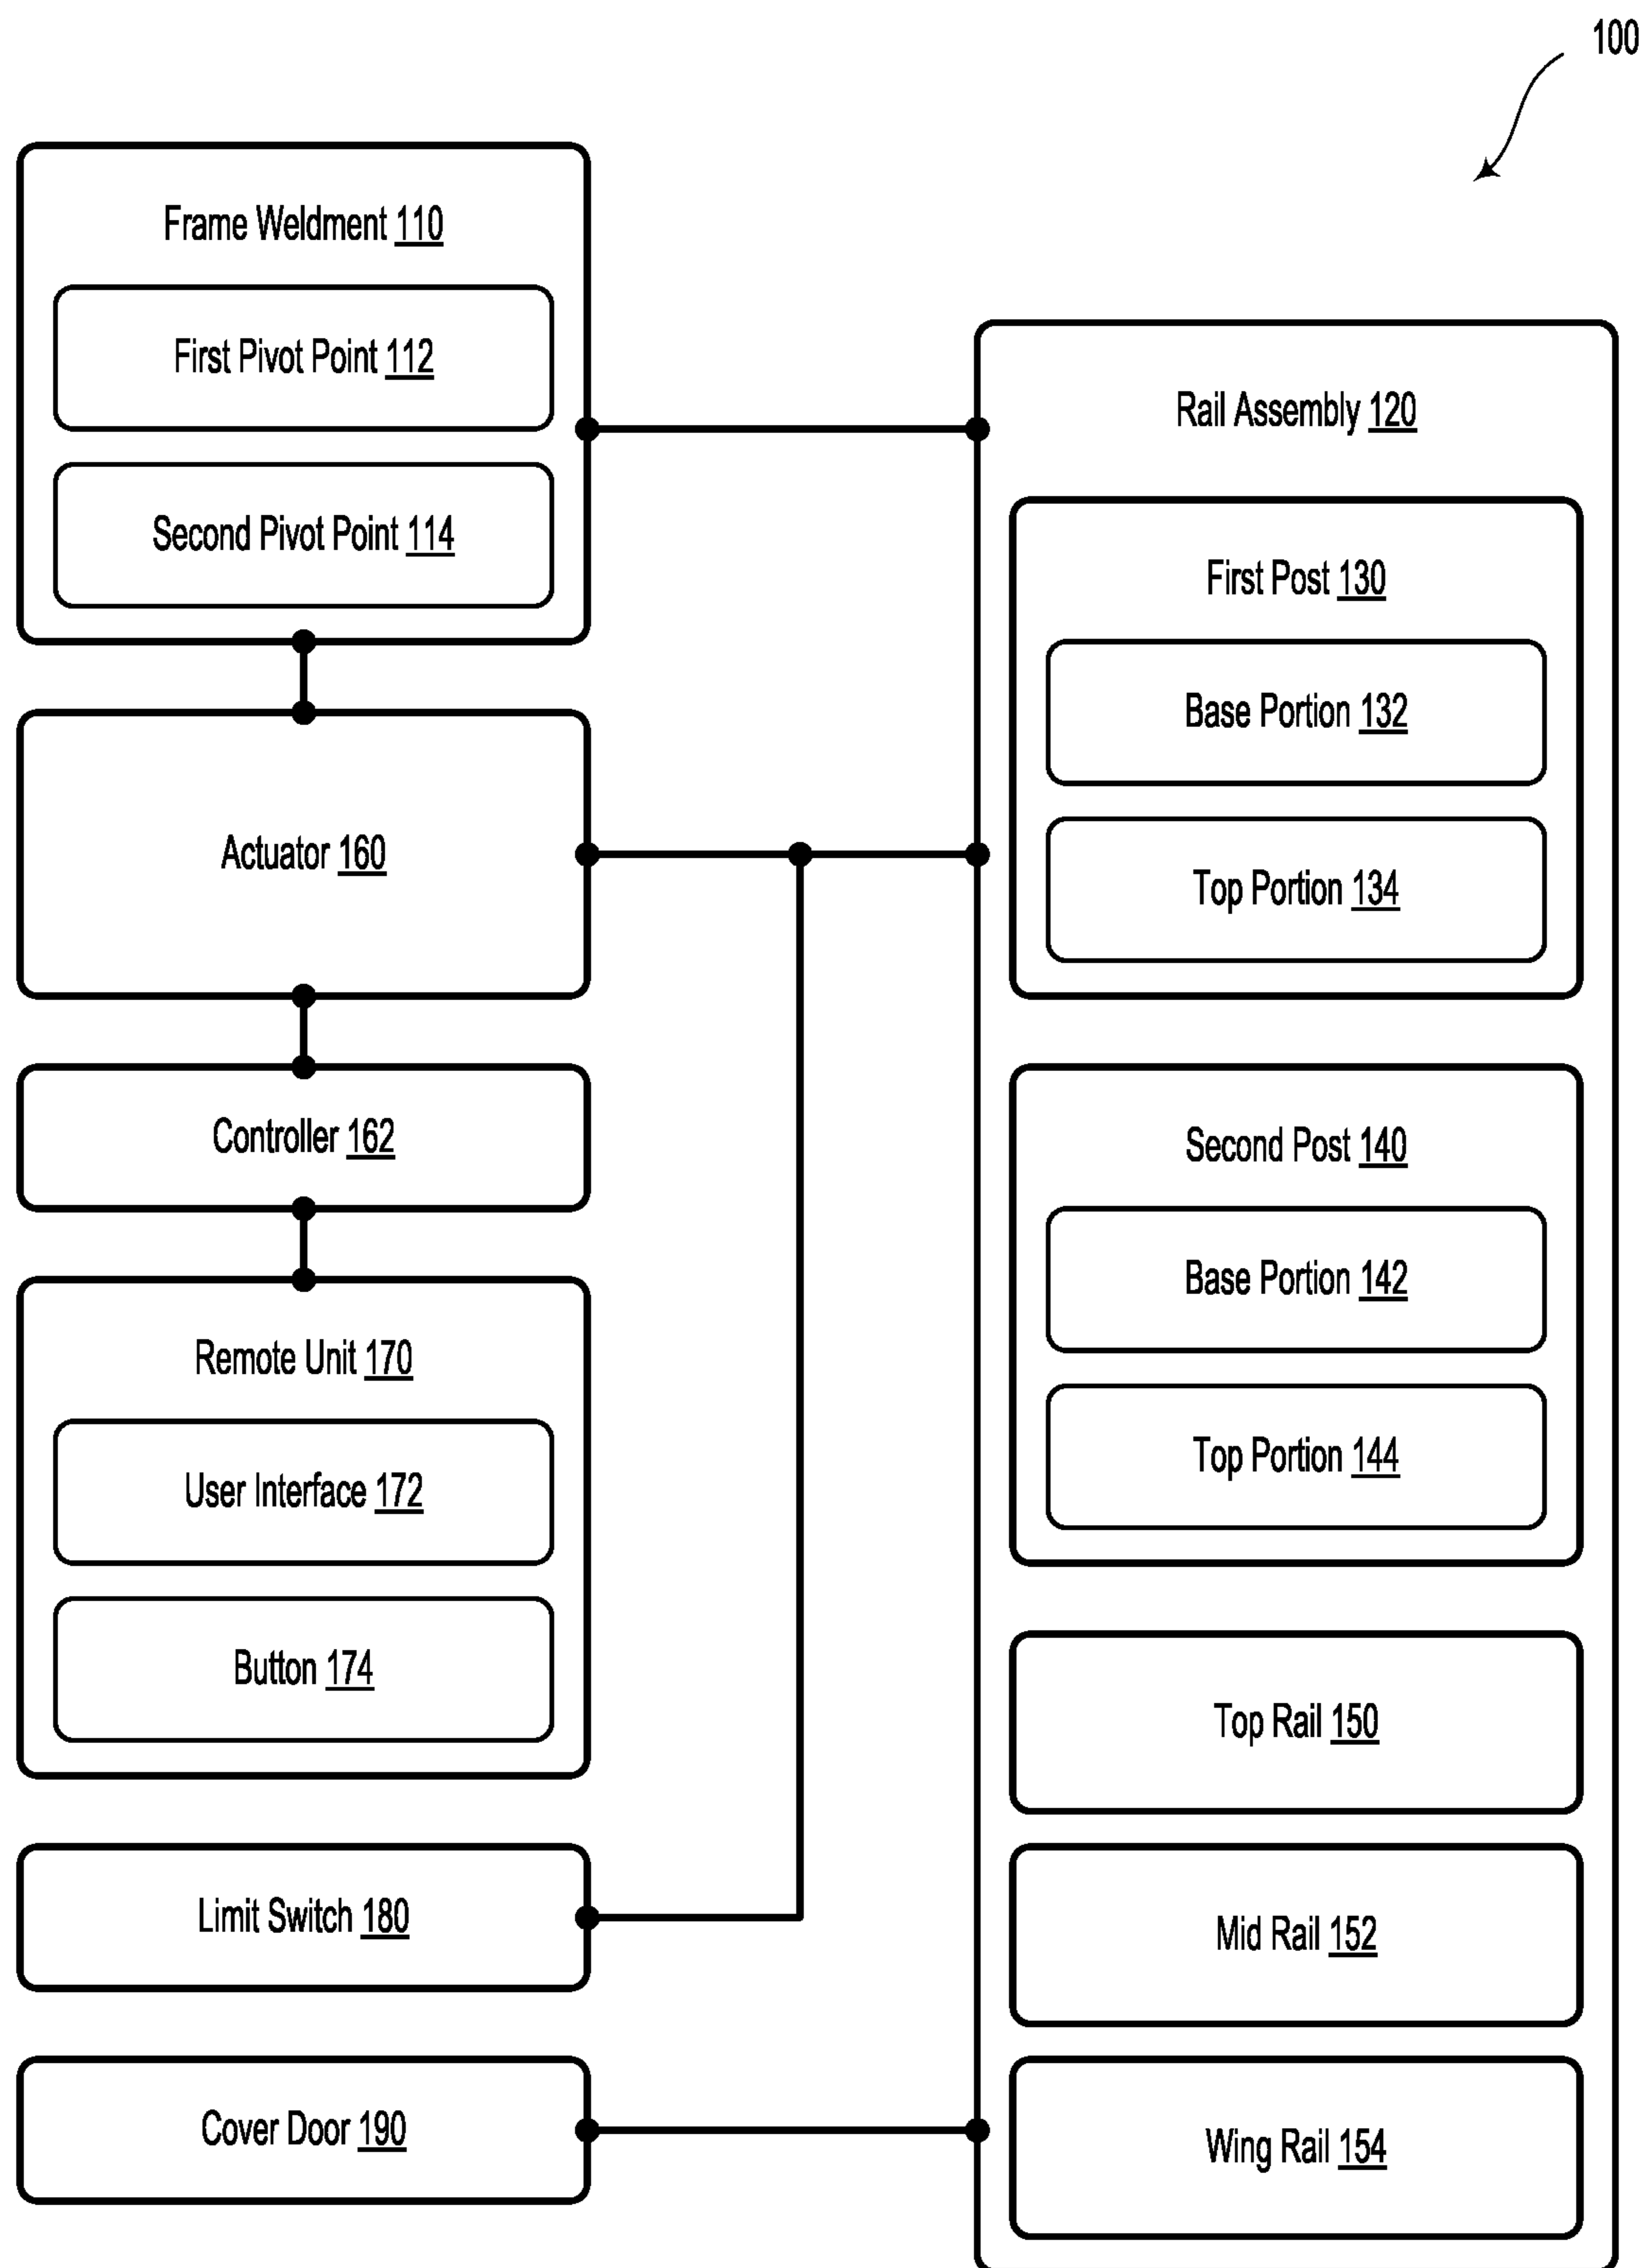 100
Frame Weldment 110
First Pivot Point 112
Second Pivot Point 114
Actuator 160
Controller 162
Remote Unit 170
User Interface 172
Button 174
Limit Switch 180
Cover Door 190
Rail Assembly 120
First Post 130
Base Portion 132
Top Portion 134
Second Post 140
Base Portion 142
Top Portion 144
Top Rail 150
Mid Rail 152
Wing Rail 154